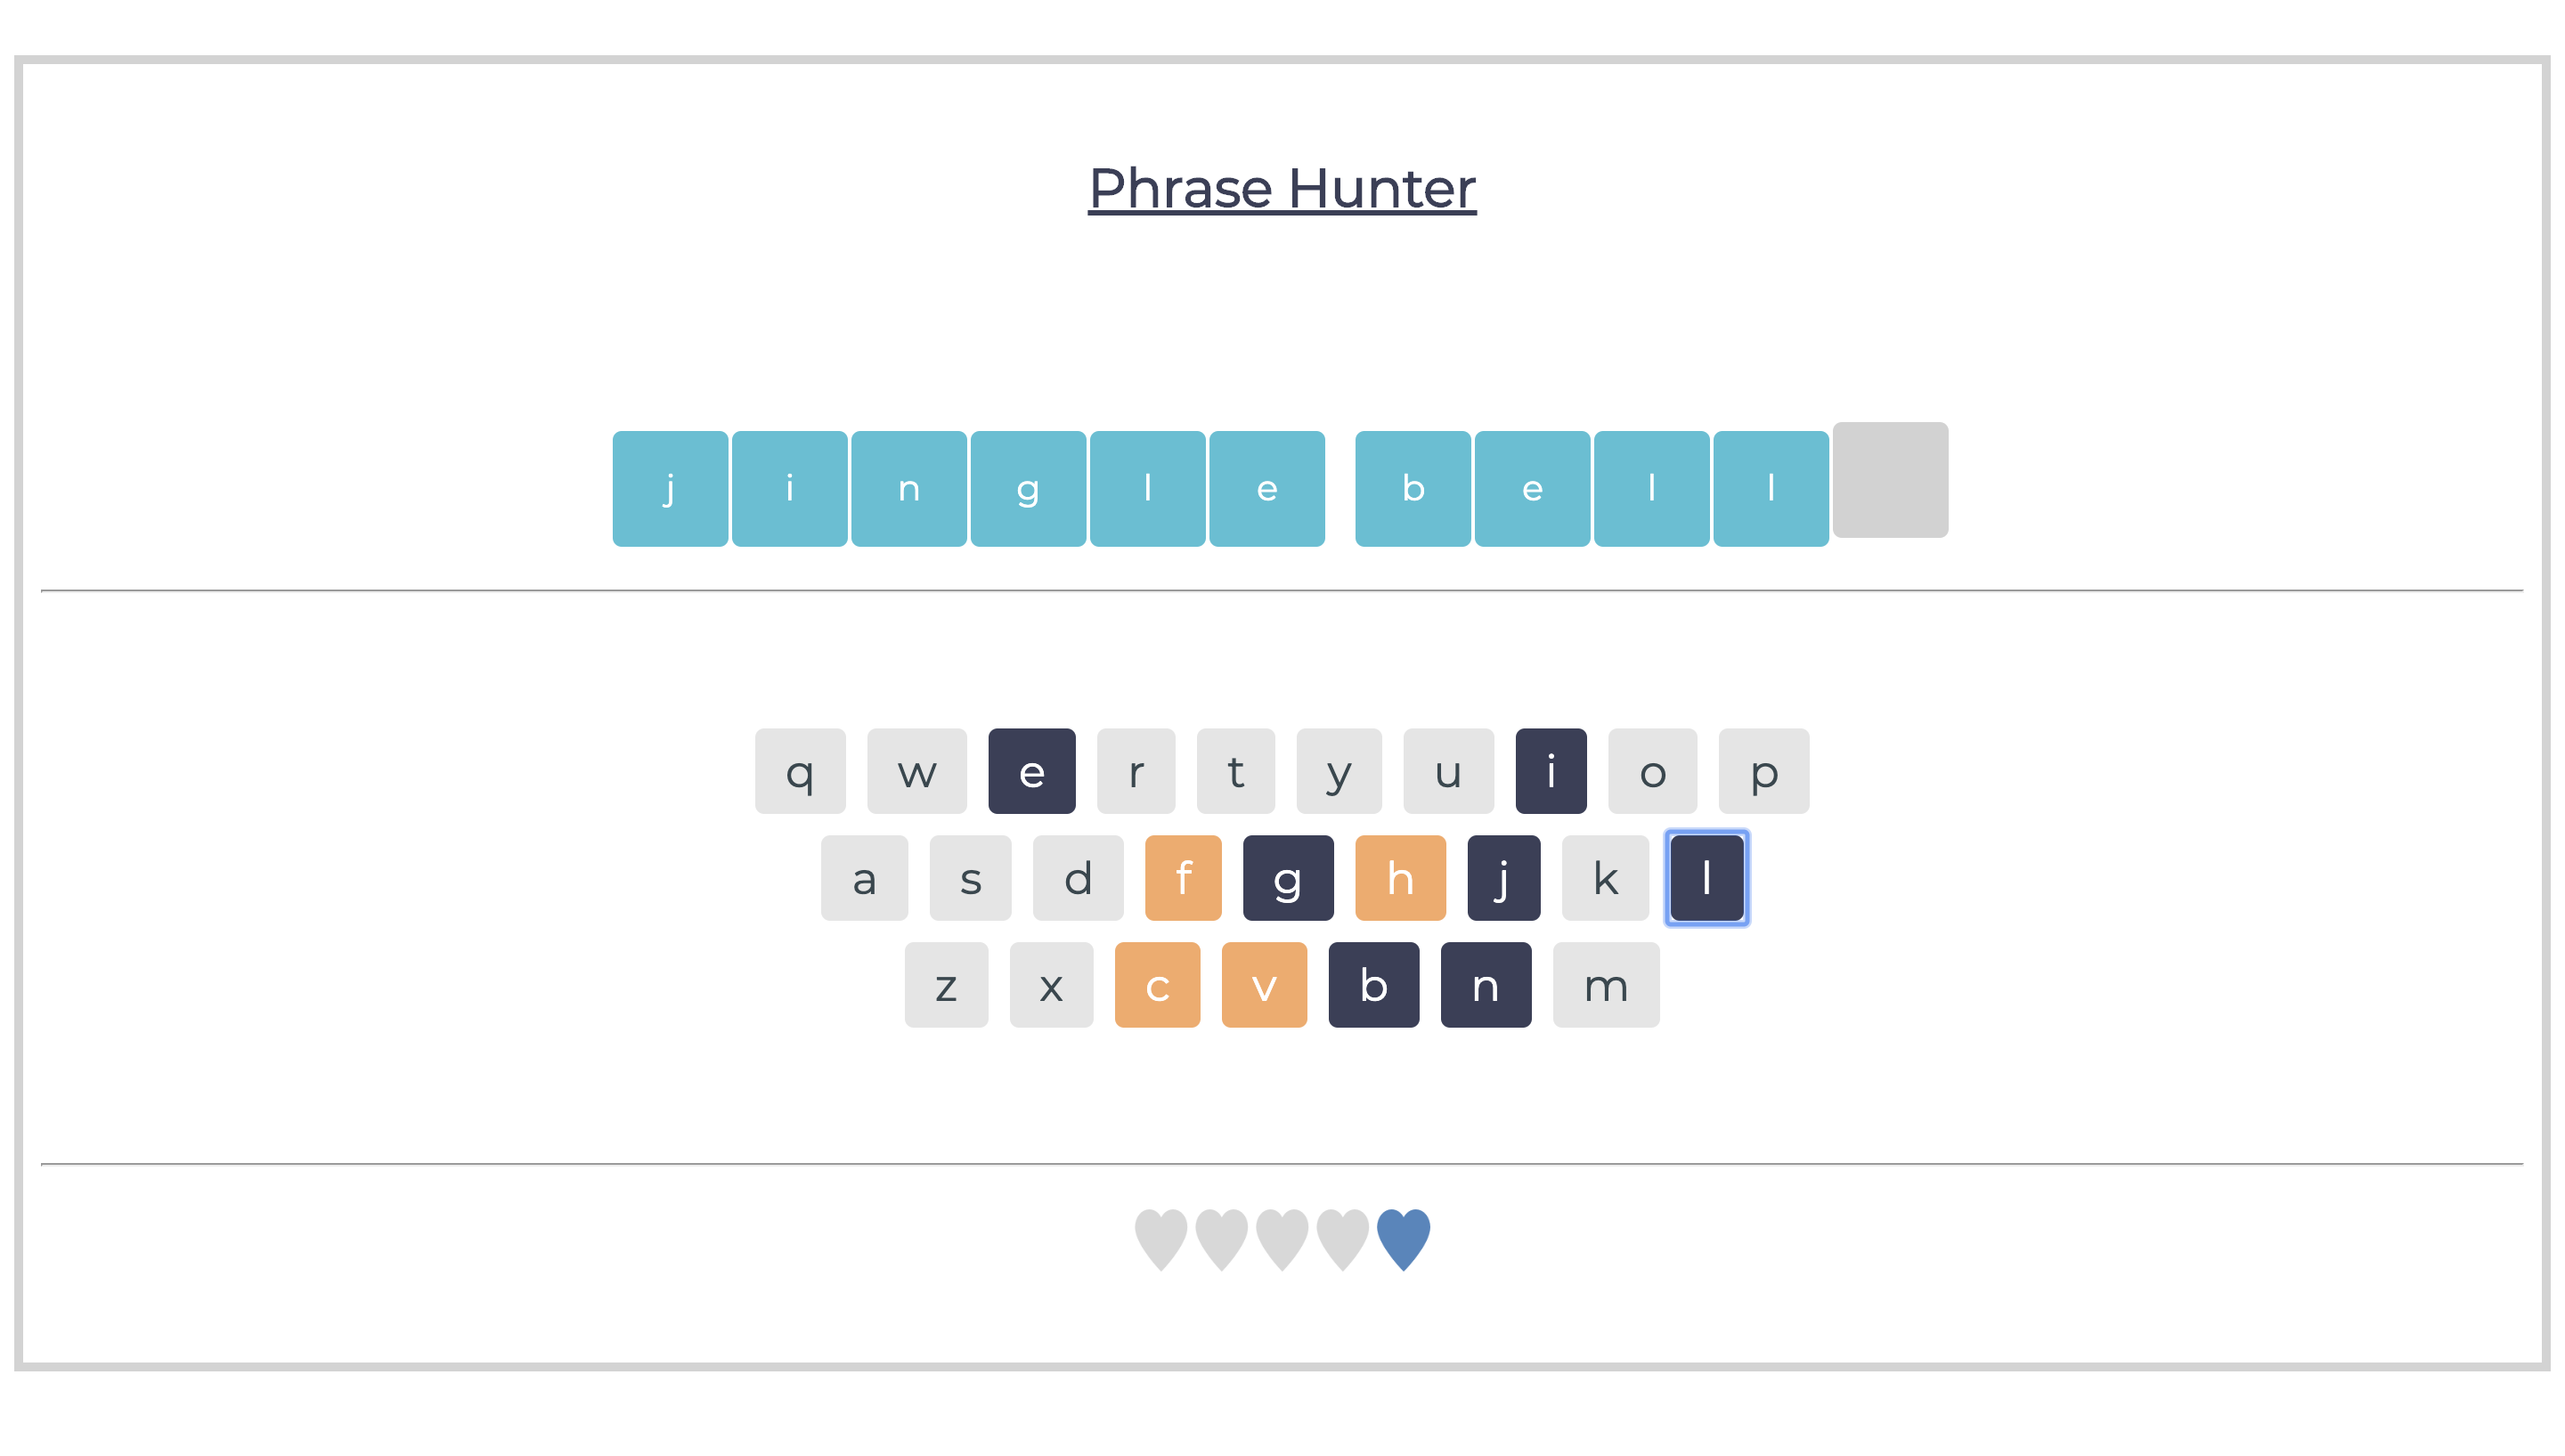 Phrase Hunter
j i n g l e b e l l
q w e r t y u i o p
a s d f g h j k l
z x c v b n m